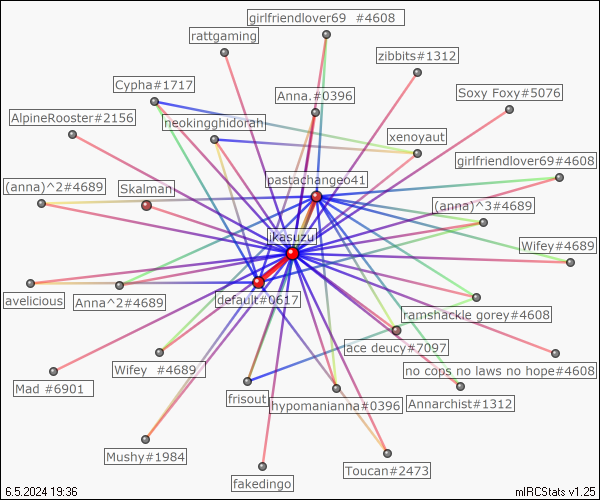 girlfriendlover69  #4608
rattgaming
zibbits#1312
Cypha#1717
Anna.#0396
Soxy Foxy#5076
AlpineRooster#2156
neokingghidorah
xenoyaut
girlfriendlover69#4608
pastachangeo41
(anna)^2#4689
Skalman
(anna)^3#4689
jkasuzu
Wifey#4689
avelicious
Anna^2#4689
default#0617
ramshackle gorey#4608
ace deucy#7097
Wifey  #4689
no cops no laws no hope#4608
Mad #6901
frisout
hypomanianna#0396
Annarchist#1312
Mushy#1984
Toucan#2473
fakedingo
6.5.2024 19:36
mIRCStats v1.25